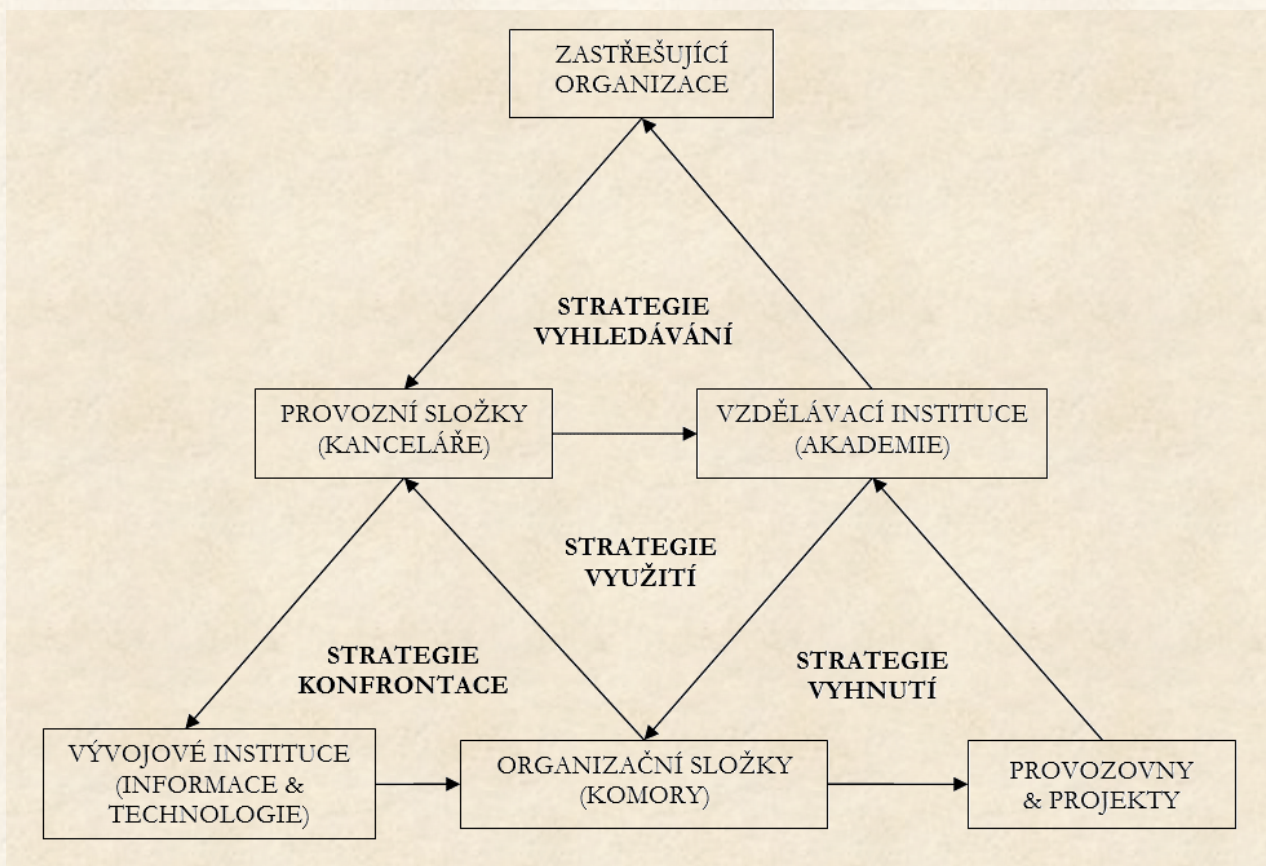 ZASTŘEŠUJÍCÍ
ORGANIZACE
STRATEGIE
VYHLEDÁVÁNÍ
PROVOZNÍ SLOŽKY
(KANCELÁŘE)
VZDĚLÁVACÍ INSTITUCE
(AKADEMIE)
STRATEGIE
VYUŽITÍ
STRATEGIE
KONFRONTACE
STRATEGIE
VYHNUTÍ
VÝVOJOVÉ INSTITUCE
(INFORMACE &
TECHNOLOGIE)
ORGANIZAČNÍ SLOŽKY
(KOMORY)
PROVOZOVNY
& PROJEKTY